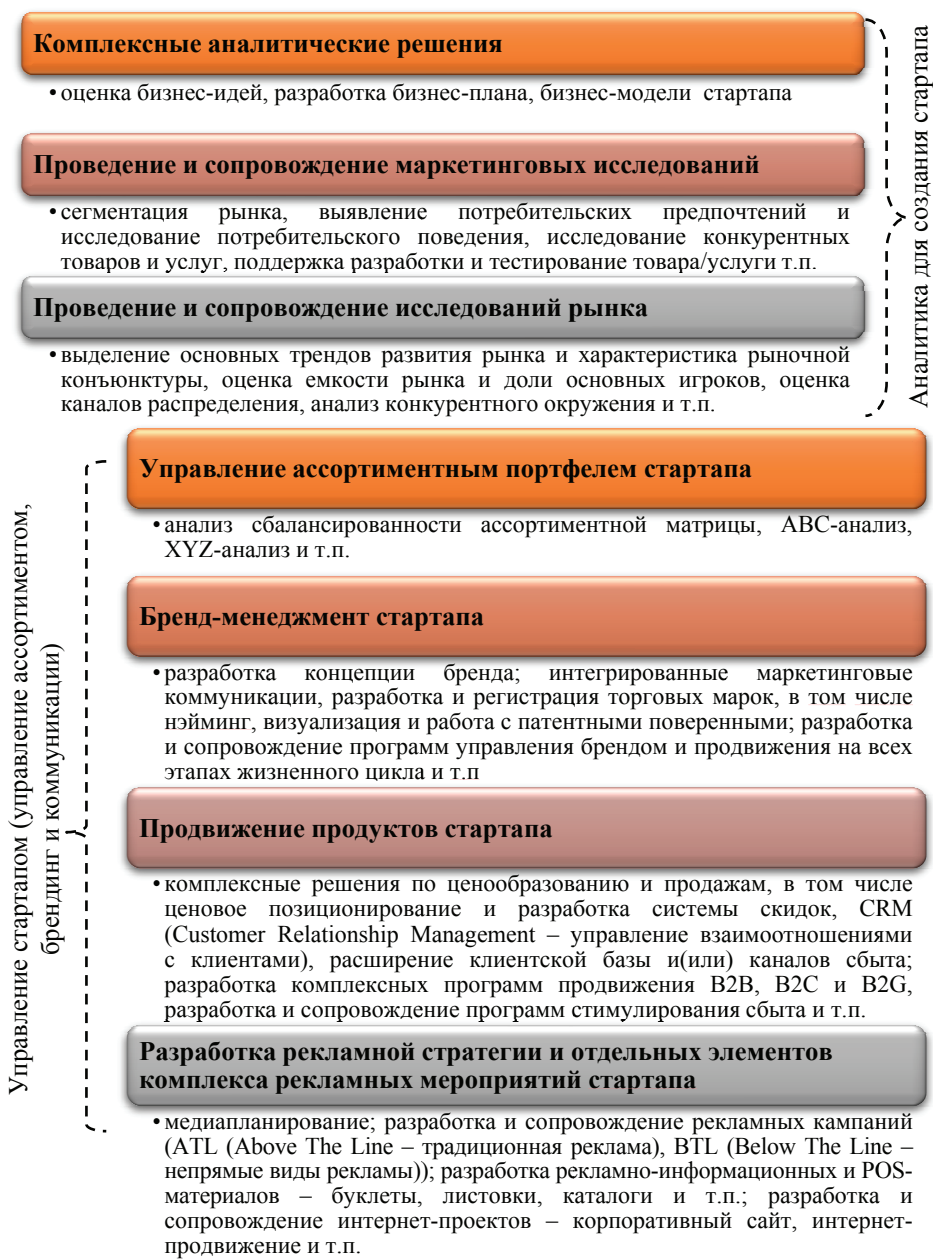 Комплексные аналитические решения
•оценка бизнес-идей, разработка бизнес-плана, бизнес-модели стартапа
Проведение и сопровождение маркетинговых исследований
•сегментация рынка, выявление потребительских предпочтений и
исследование потребительского поведения, исследование конкурентных
товаров и услуг, поддержка разработки и тестирование товара/услуги т.п.
Проведение и сопровождение исследований рынка
•выделение основных трендов развития рынка и характеристика рыночной
конъюнктуры, оценка емкости рынка и доли основных игроков, оценка
каналов распределения, анализ конкурентного окружения и т.п.
Аналитика для создания стартапа
Управление стартапом (управление ассортиментом,
брендинг и коммуникации)
Управление ассортиментным портфелем стартапа
•анализ сбалансированности ассортиментной матрицы, ABC-анализ,
XYZ-анализ и т.п.
Бренд-менеджмент стартапа
•разработка концепции бренда; интегрированные маркетинговые
коммуникации, разработка и регистрация торговых марок, в том числе
нэйминг, визуализация и работа с патентными поверенными; разработка
и сопровождение программ управления брендом и продвижения на всех
этапах жизненного цикла и т.п
Продвижение продуктов стартапа
•комплексные решения по ценообразованию и продажам, в том числе
ценовое позиционирование и разработка системы скидок, CRM
(Customer Relationship Management – управление взаимоотношениями
с клиентами), расширение клиентской базы и(или) каналов сбыта;
разработка комплексных программ продвижения B2B, B2C и B2G,
разработка и сопровождение программ стимулирования сбыта и т.п.
Разработка рекламной стратегии и отдельных элементов
комплекса рекламных мероприятий стартапа
•медиапланирование; разработка и сопровождение рекламных кампаний
(ATL (Above The Line – традиционная реклама), BTL (Below The Line –
непрямые виды рекламы)); разработка рекламно-информационных и POS-
материалов – буклеты, листовки, каталоги и т.п.; разработка и
сопровождение интернет-проектов – корпоративный сайт, интернет-
продвижение и т.п.